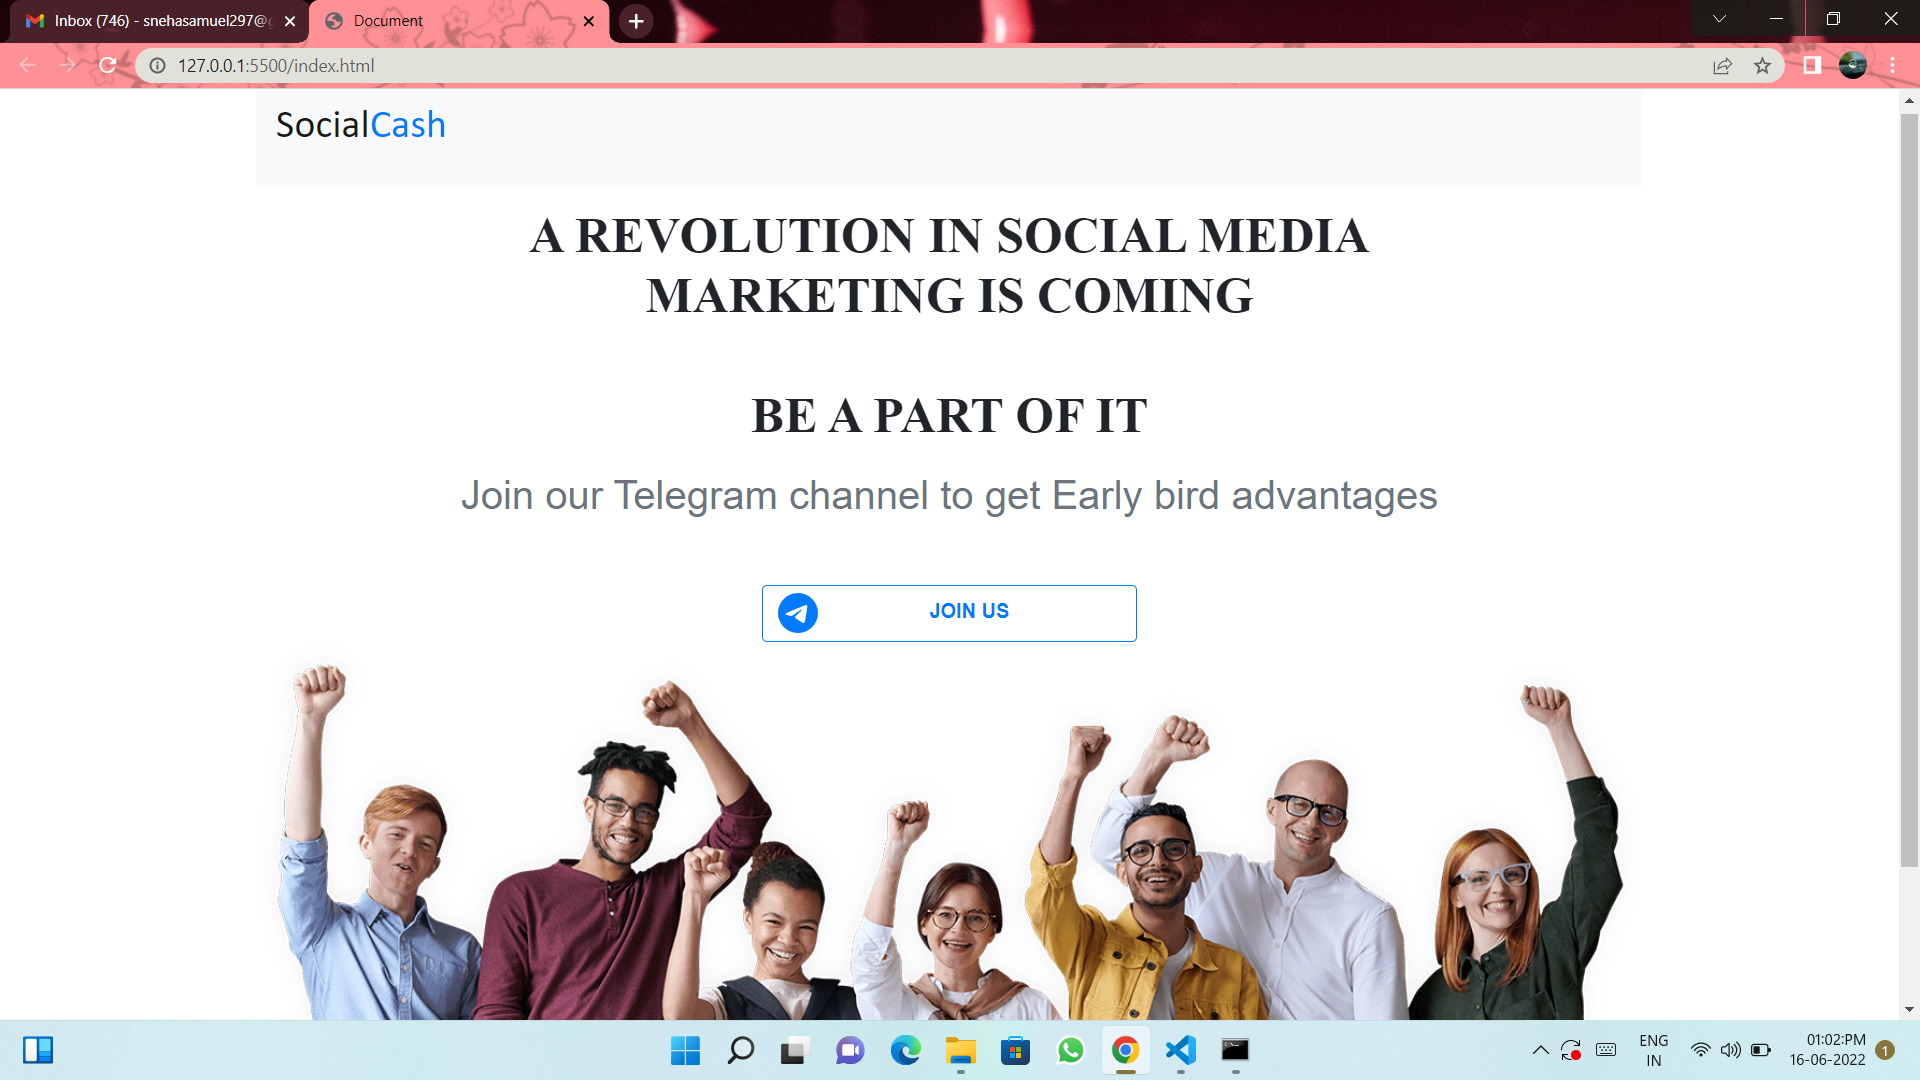 Inbox (746) - snehasamuel297@g
Document
127.0.0.1:5500/index.html
SocialCash
A REVOLUTION IN SOCIAL MEDIA
MARKETING IS COMING
BE A PART OF IT
Join our Telegram channel to get Early bird advantages
JOIN US
ENG
IN
01:02:PM
16-06-2022
1